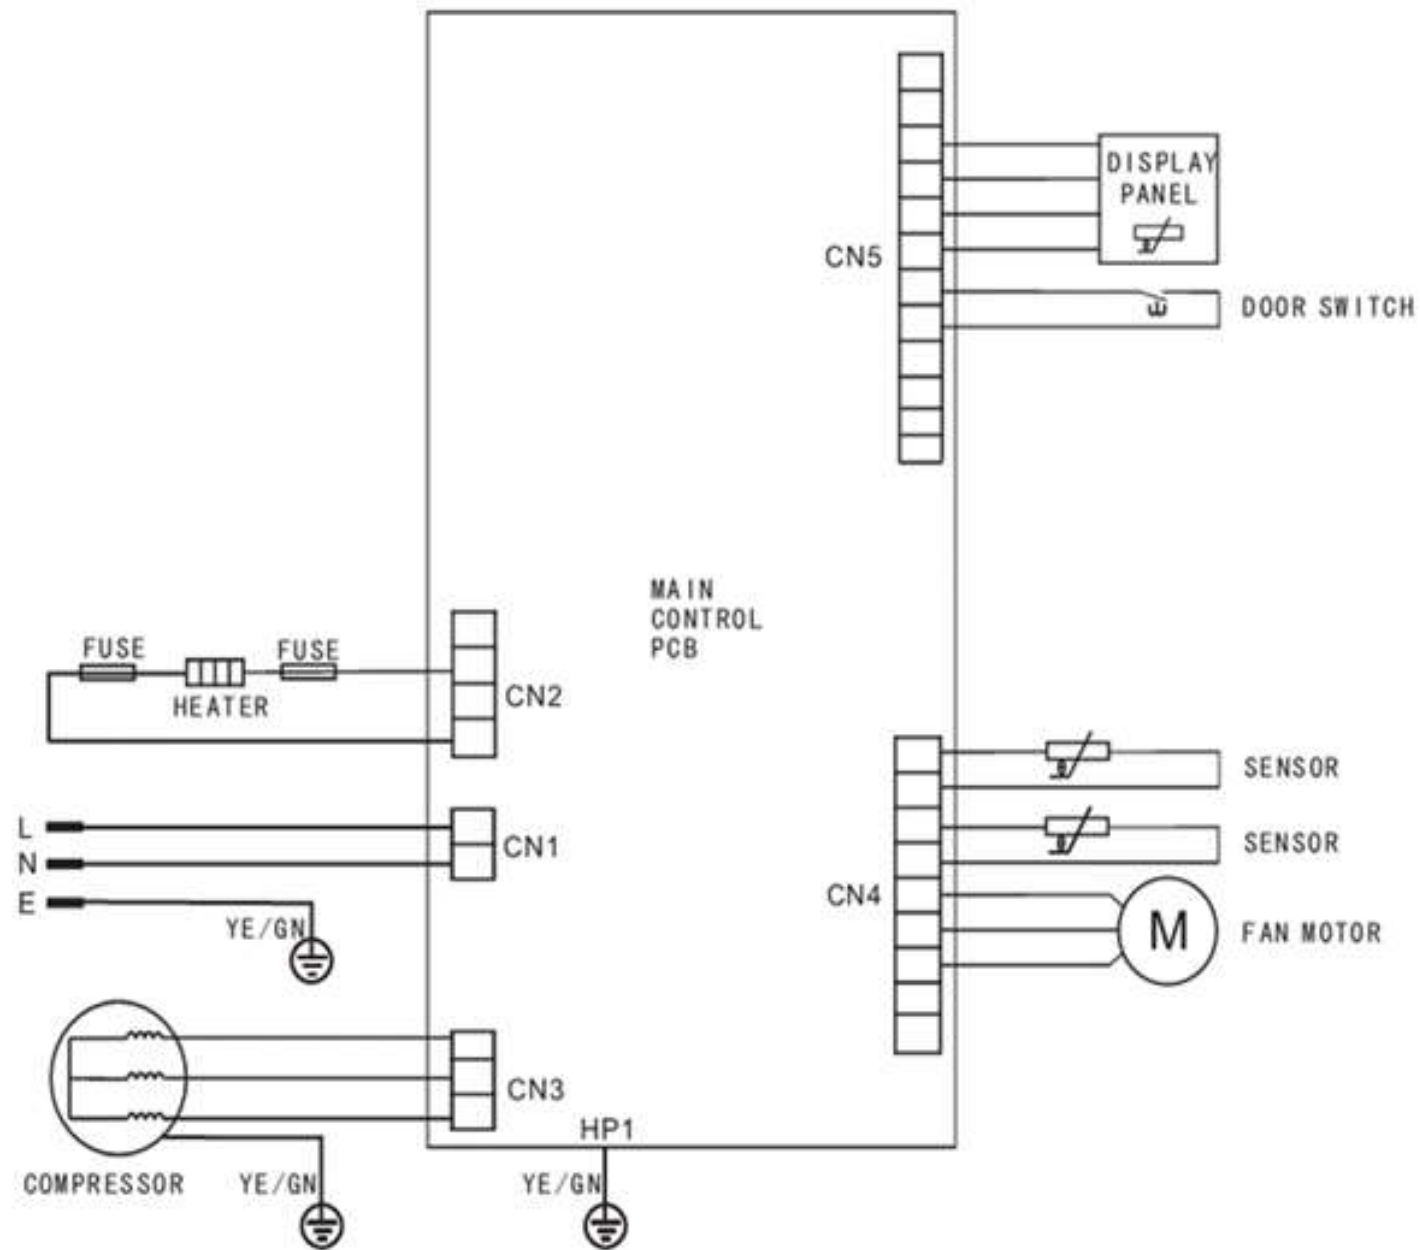 DISPLAY
PANEL
CN5
DOOR SWITCH
MAIN
CONTROL
PCB
FUSE
FUSE
HEATER
CN2
SENSOR
L
N
E
CN1
SENSOR
CN4
YE/GN
M
FAN MOTOR
CN3
HP1
COMPRESSOR
YE/GN
YE/GN